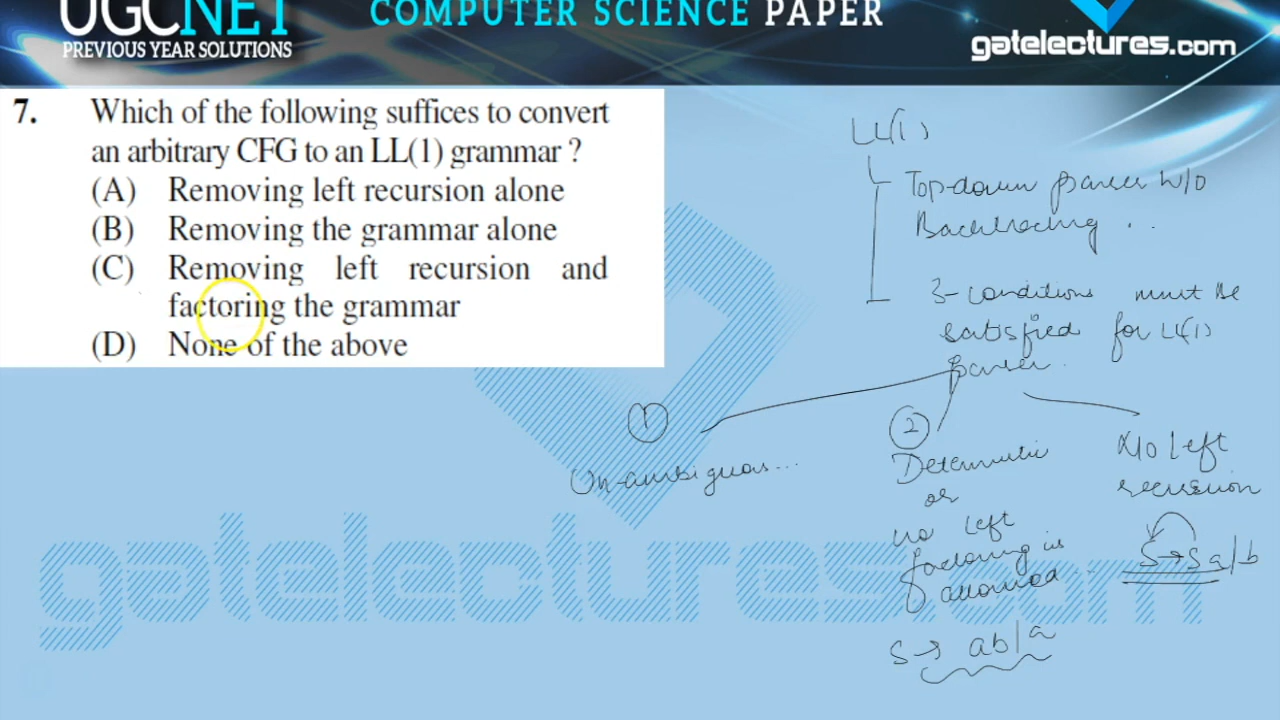 UGCNET
PREVIOUS YEAR SOLUTIONS
COMPUTER SCIENCE PAPER
gatelectures.com
7. Which of the following suffices to convert
an arbitrary CFG to an LL(1) grammar ?
(A) Removing left recursion alone
(B) Removing the grammar alone
(C) Removing left recursion and
factoring the grammar
(D) None of the above
LL(1)
Top-down parser w/o
Backtracking ..
3-conditions must be
satisfied for LL(1)
parser.
1
Un-ambiguous...
2
or
no left
factoring is
allowed...
S→ ab/a
No left
recursion
S→Sa/b
gatelectures.com